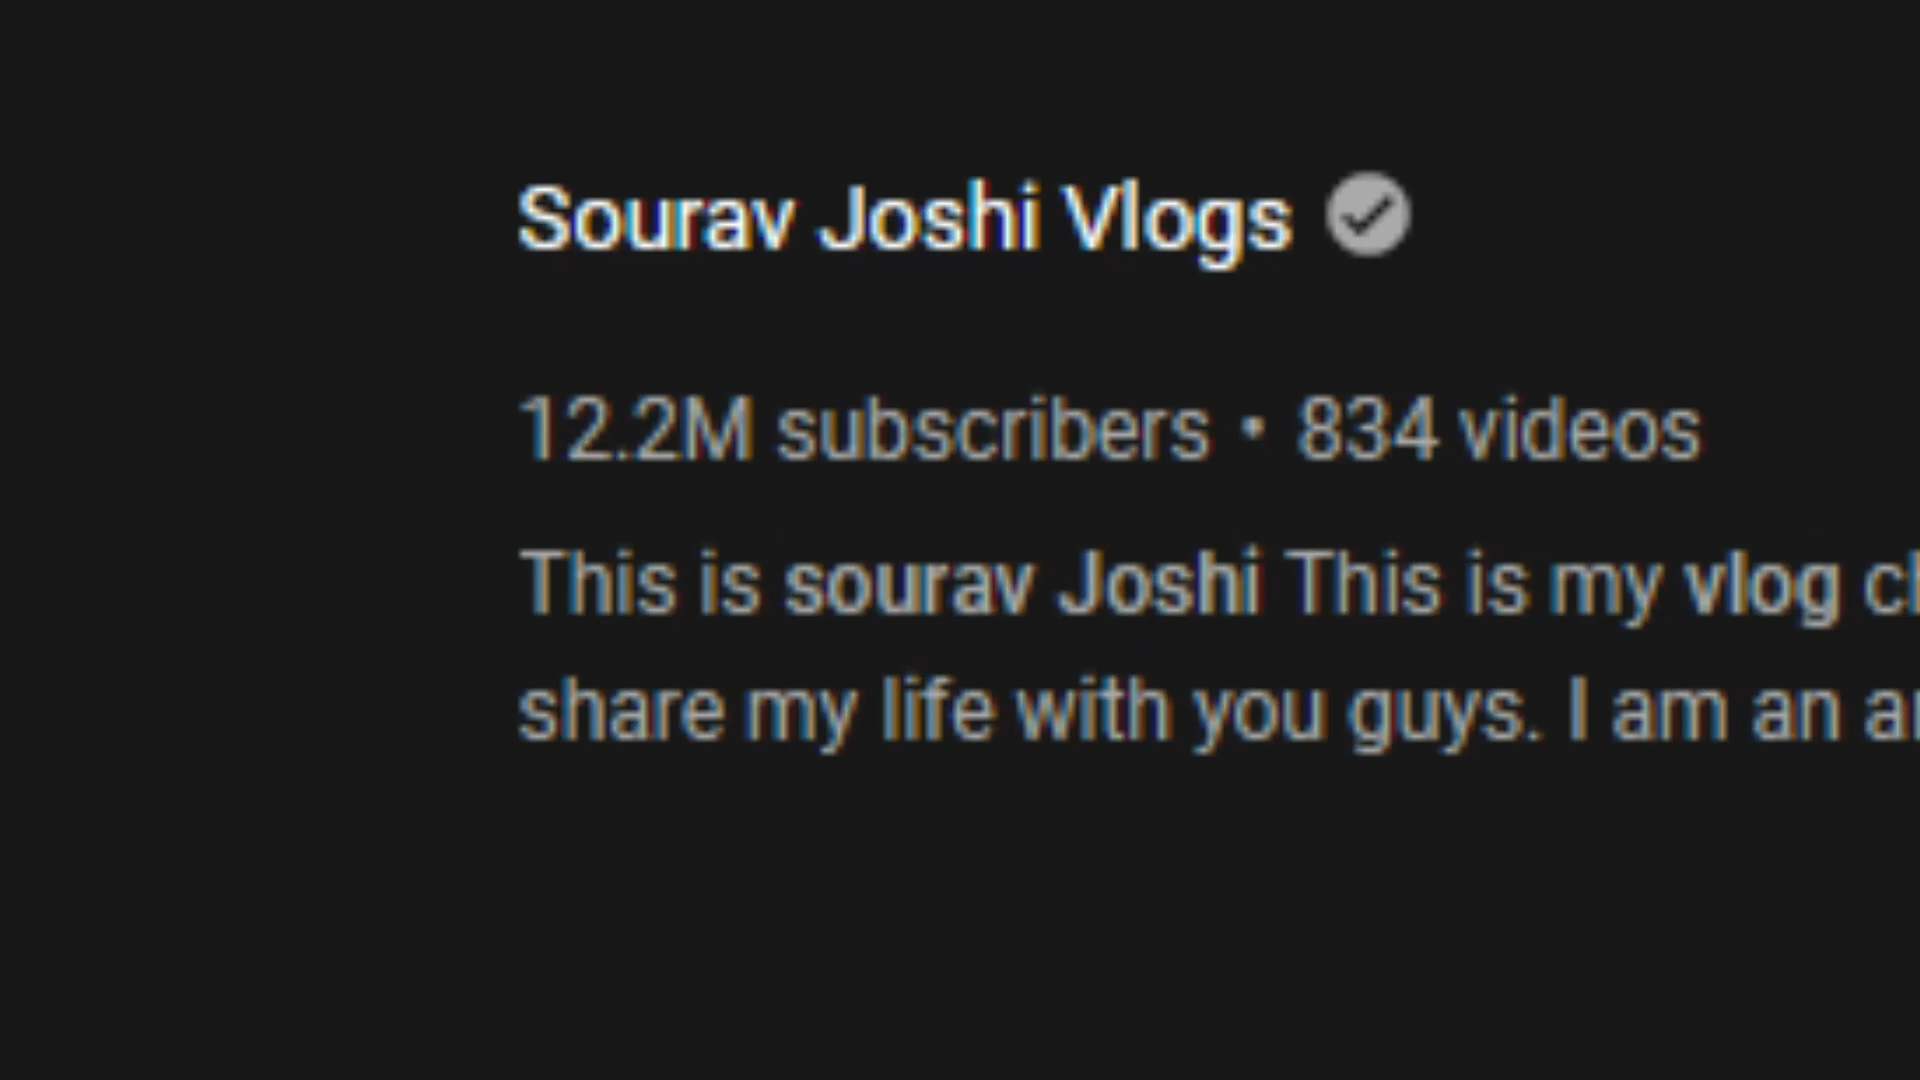 Sourav Joshi Vlogs
12.2M subscribers • 834 videos
This is sourav Joshi This is my vlog
share my life with you guys. I am an